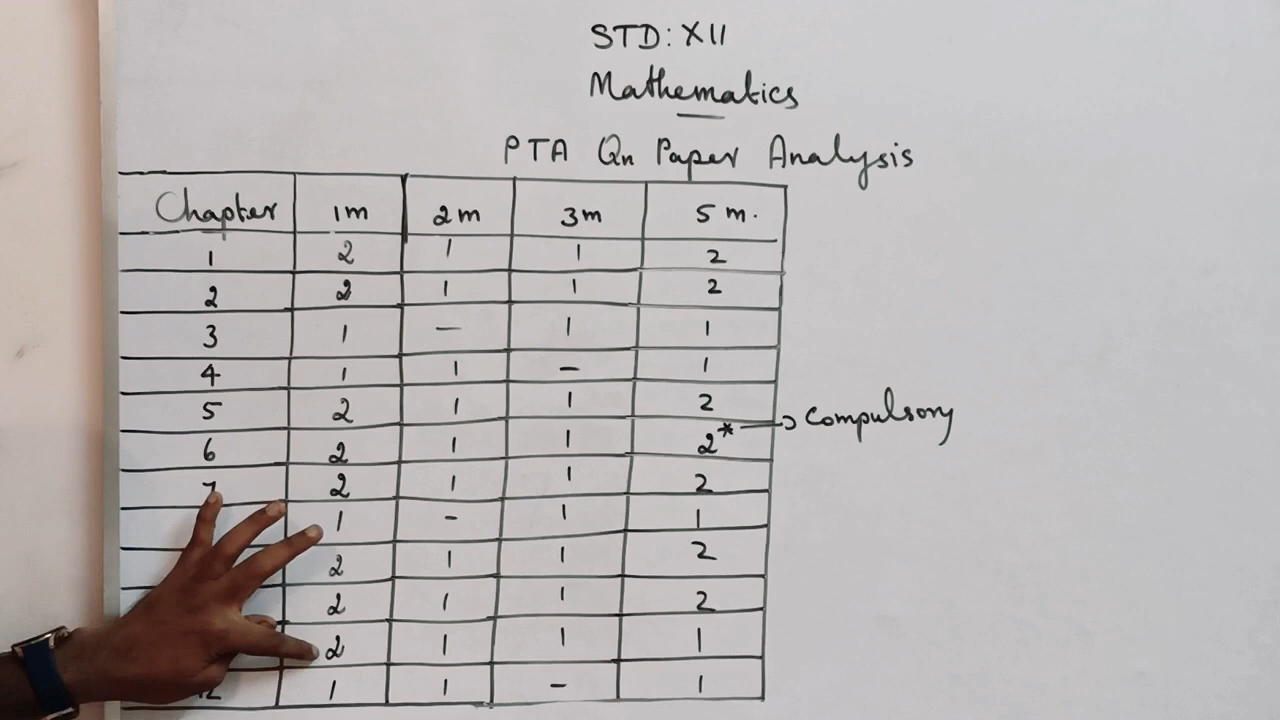 STD: XII
Mathematics
PTA Qn Paper Analysis
Chapter 1m 2m 3m 5m.
1 2 1 1 2
2 2 1 1 2
3 1 - 1 1
4 1 1 - 1
5 2 1 1 2
6 2 1 1 2* → Compulsory
7 2 1 1 2
1 - 1 1
2 1 1 2
2 1 1 2
2 1 1 1
12 1 1 - 1